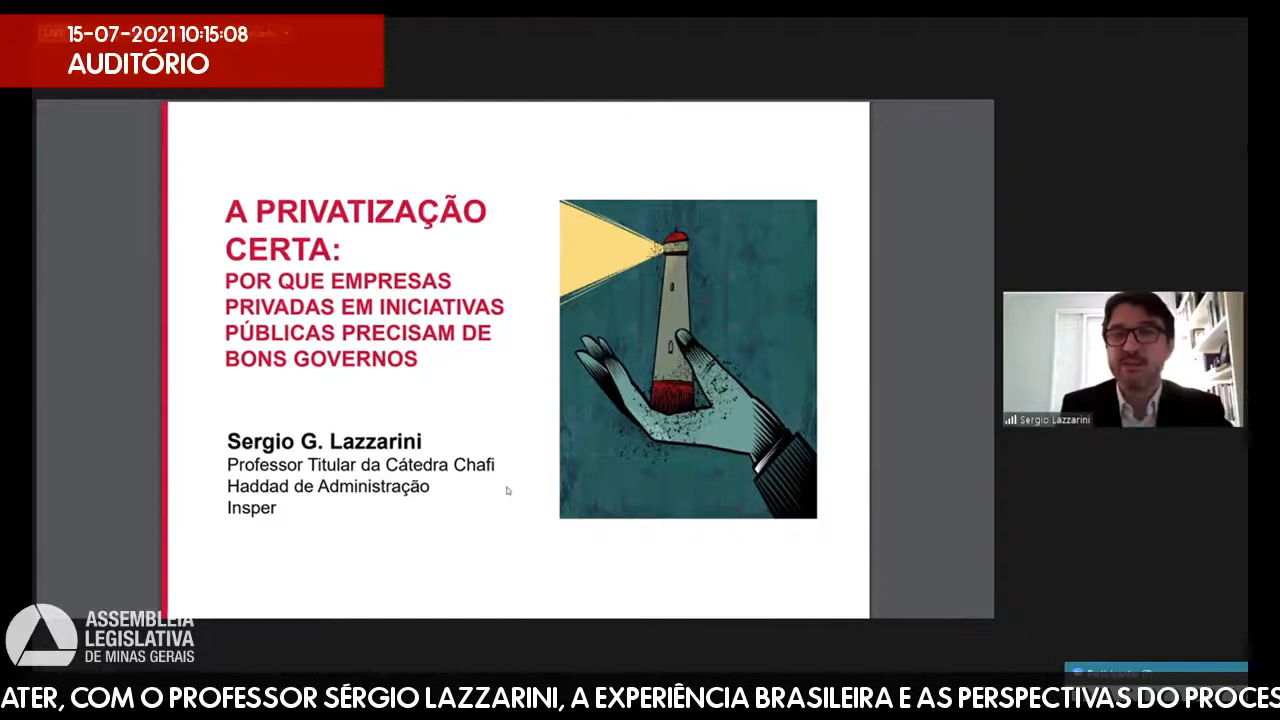 15-07-2021 10:15:08
AUDITÓRIO
A PRIVATIZAÇÃO
CERTA:
POR QUE EMPRESAS
PRIVADAS EM INICIATIVAS
PÚBLICAS PRECISAM DE
BONS GOVERNOS
Sergio G. Lazzarini
Professor Titular da Cátedra Chafi
Haddad de Administração
Insper
Sergio Lazzarini
ASSEMBLEIA
LEGISLATIVA
DE MINAS GERAIS
ATER, COM O PROFESSOR SÉRGIO LAZZARINI, A EXPERIÊNCIA BRASILEIRA E AS PERSPECTIVAS DO PROCES